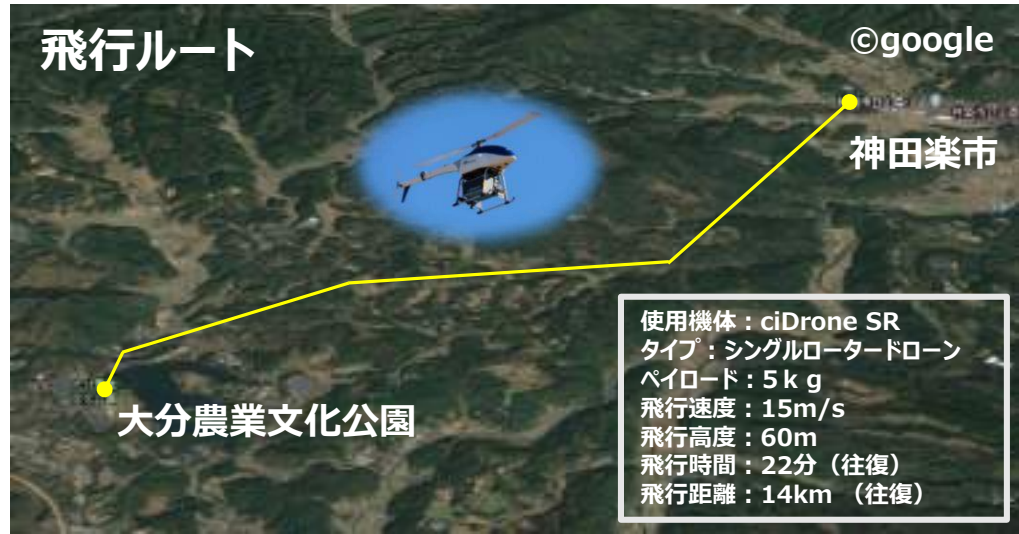 飛行ルート
©google
神田楽市
大分農業文化公園
使用機体：ciDrone SR
タイプ：シングルロータードローン
ペイロード：5ｋｇ
飛行速度：15m/s
飛行高度：60m
飛行時間：22分（往復）
飛行距離：14km （往復）